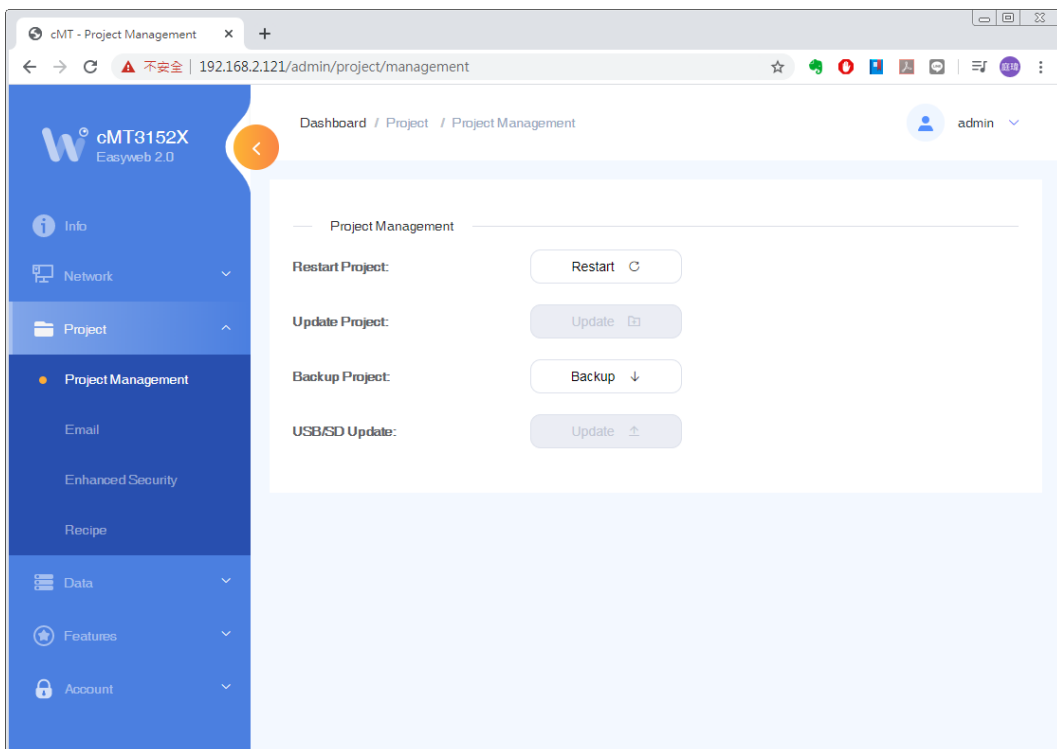 cMT - Project Management
不安全 | 192.168.2.121/admin/project/management
cMT3152X
Easyweb 2.0
Dashboard / Project / Project Management
admin
Info
Network
Project
Project Management
Email
Enhanced Security
Recipe
Data
Features
Account
Project Management
Restart Project:
Restart
Update Project:
Update
Backup Project:
Backup
USB/SD Update:
Update